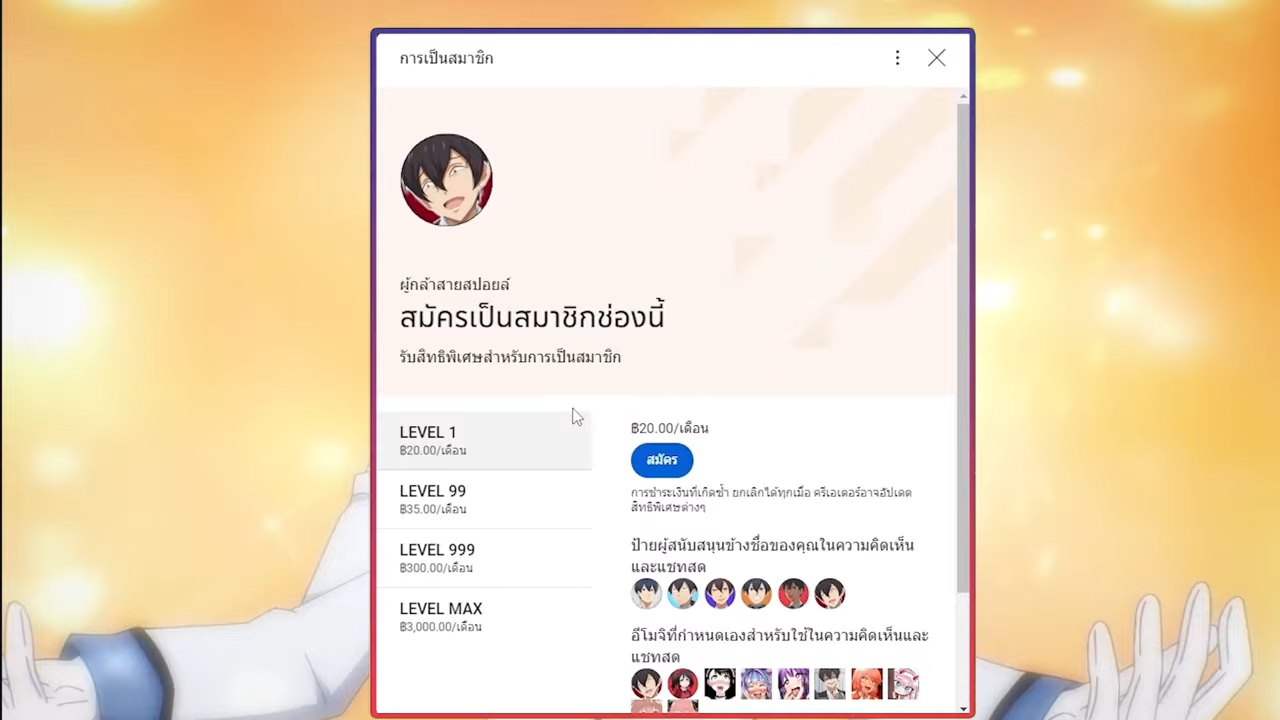 การเป็นสมาชิก
ผู้กล้าสายสปอยล์
สมัครเป็นสมาชิกช่องนี้
รับสิทธิพิเศษสำหรับการเป็นสมาชิก
LEVEL 1
฿20.00/เดือน
LEVEL 99
฿35.00/เดือน
LEVEL 999
฿300.00/เดือน
LEVEL MAX
฿3,000.00/เดือน
฿20.00/เดือน
สมัคร
การชำระเงินที่เกิดซ้ำ ยกเลิกได้ทุกเมื่อ ครีเอเตอร์อาจอัปเดต
สิทธิพิเศษต่างๆ
ป้ายผู้สนับสนุนข้างชื่อของคุณในความคิดเห็น
และแชทสด
อีโมจิที่กำหนดเองสำหรับใช้ในความคิดเห็นและ
แชทสด